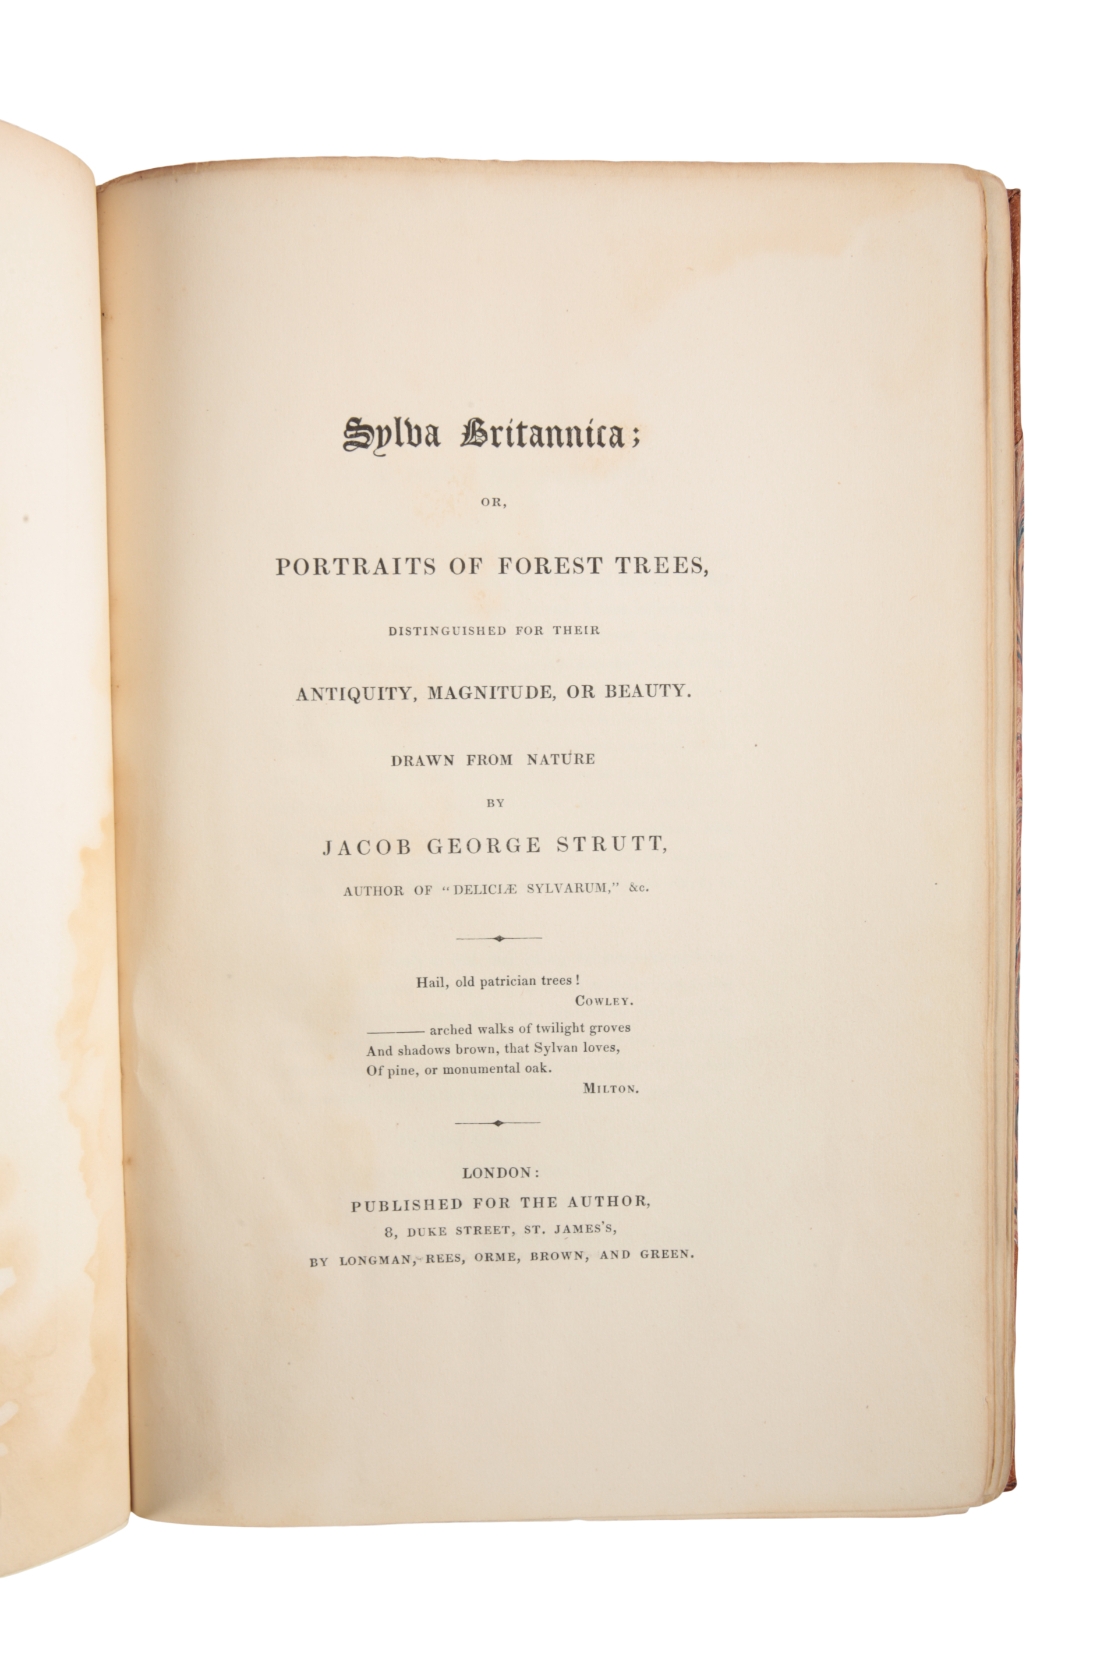 Sylva Britannica;
OR,
PORTRAITS OF FOREST TREES,
DISTINGUISHED FOR THEIR
ANTIQUITY, MAGNITUDE, OR BEAUTY.
DRAWN FROM NATURE
BY
JACOB GEORGE STRUTT,
AUTHOR OF “DELICIÆ SYLVARUM,” &c.
Hail, old patrician trees!
COWLEY.
——— arched walks of twilight groves
And shadows brown, that Sylvan loves,
Of pine, or monumental oak.
MILTON.
LONDON:
PUBLISHED FOR THE AUTHOR,
8, DUKE STREET, ST. JAMES'S,
BY LONGMAN, REES, ORME, BROWN, AND GREEN.